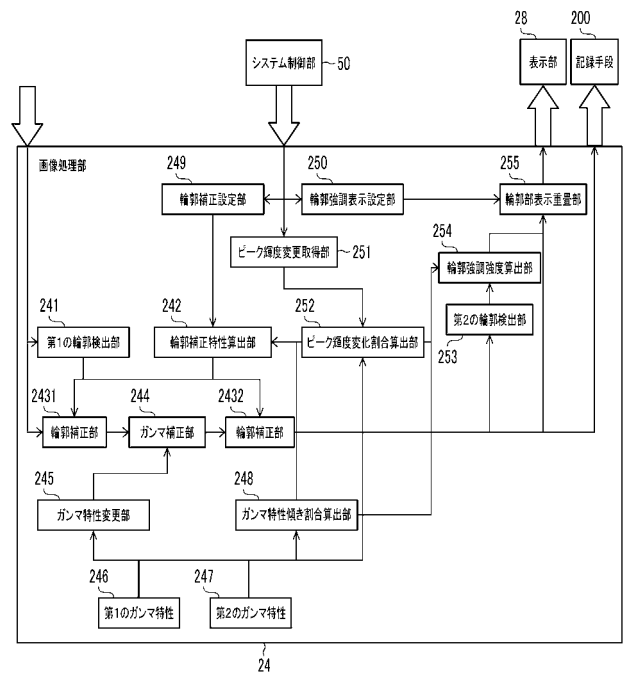 28
200
システム制御部
50
表示部
記録手段
画像処理部
249
250
255
輪郭補正設定部
輪郭強調表示設定部
輪郭部表示重畳部
254
ピーク輝度変更取得部
251
輪郭強調強度算出部
241
242
252
第2の輪郭検出部
253
第1の輪郭検出部
輪郭補正特性算出部
ピーク輝度変化割合算出部
2431
244
2432
輪郭補正部
ガンマ補正部
輪郭補正部
245
248
ガンマ特性変更部
ガンマ特性傾き割合算出部
246
247
第1のガンマ特性
第2のガンマ特性
24